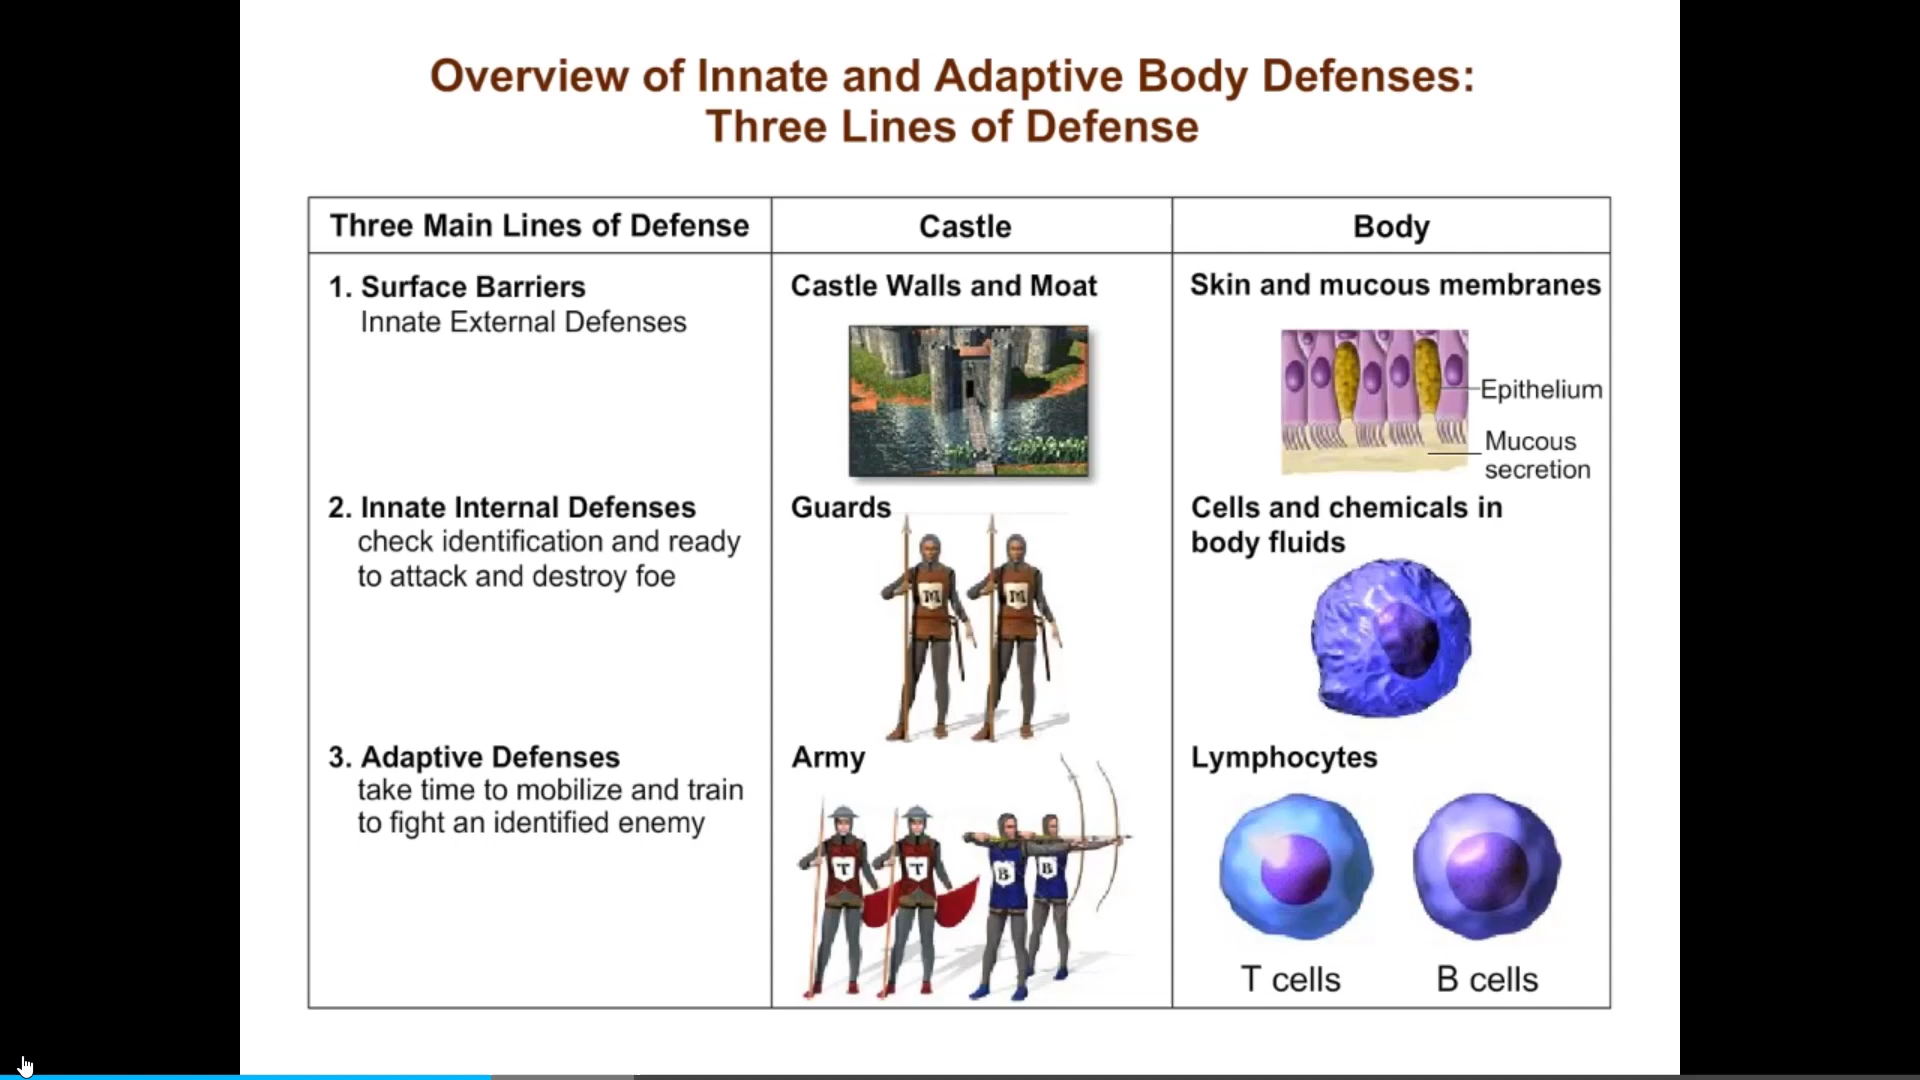 Overview of Innate and Adaptive Body Defenses:
Three Lines of Defense
Three Main Lines of Defense
Castle
Body
1. Surface Barriers
Innate External Defenses
Castle Walls and Moat
Skin and mucous membranes
Epithelium
Mucous
secretion
2. Innate Internal Defenses
check identification and ready
to attack and destroy foe
Guards
M
M
Cells and chemicals in
body fluids
3. Adaptive Defenses
take time to mobilize and train
to fight an identified enemy
Army
T
T
B
B
Lymphocytes
T cells
B cells